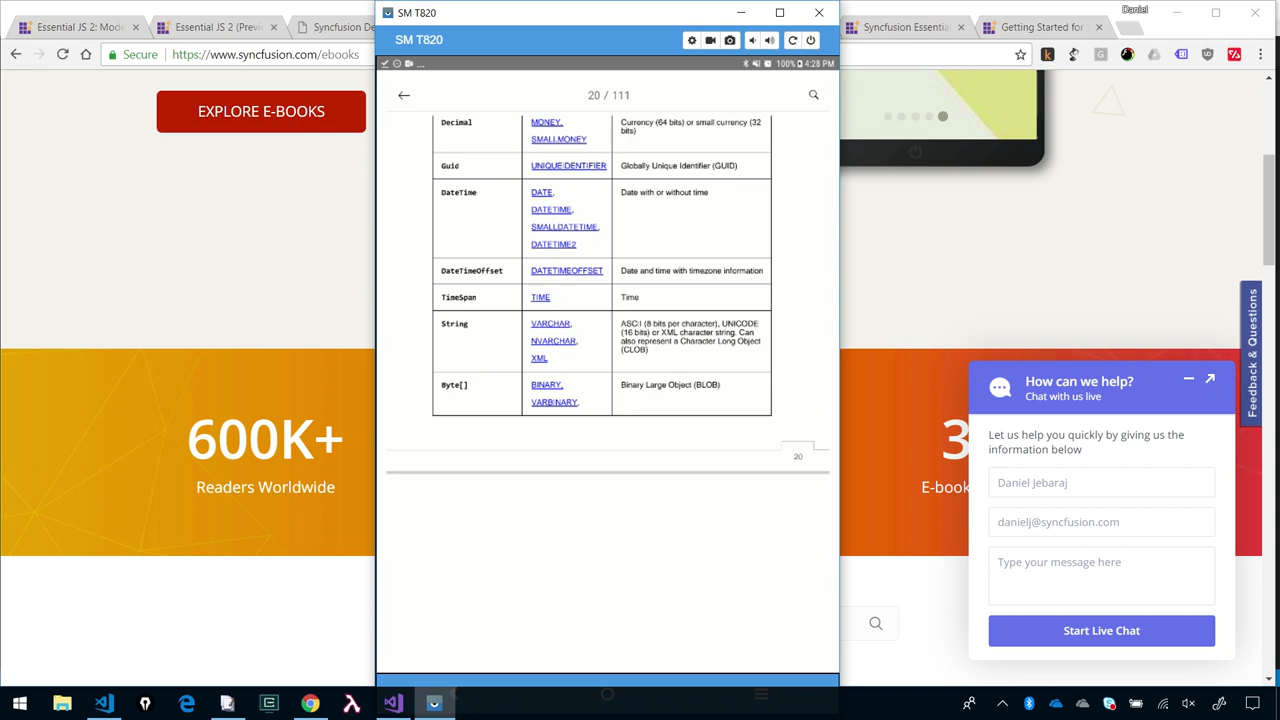 Daniel
SM T820
Essential JS 2: Mode
Essential JS 2 (Previ
Syncfusion De
Syncfusion Essentia
Getting Started for
SM T820
Secure
https://www.syncfusion.com/ebooks
100%
4:28 PM
EXPLORE E-BOOKS
20 / 111
Decimal
MONEY,
SMALLMONEY
Currency (64 bits) or small currency (32
bits)
Guid
UNIQUEIDENTIFIER
Globally Unique Identifier (GUID)
DateTime
DATE,
DATETIME,
SMALLDATETIME,
DATETIME2
Date with or without time
DateTimeOffset
DATETIMEOFFSET
Date and time with timezone information
TimeSpan
TIME
Time
String
VARCHAR,
NVARCHAR,
XML
ASCII (8 bits per character), UNICODE
(16 bits) or XML character string. Can
also represent a Character Long Object
(CLOB)
Byte[]
BINARY,
VARBINARY,
Binary Large Object (BLOB)
20
600K+
Readers Worldwide
3
E-book
Feedback & Questions
How can we help?
Chat with us live
Let us help you quickly by giving us the
information below
Daniel Jebaraj
danielj@syncfusion.com
Type your message here
Start Live Chat